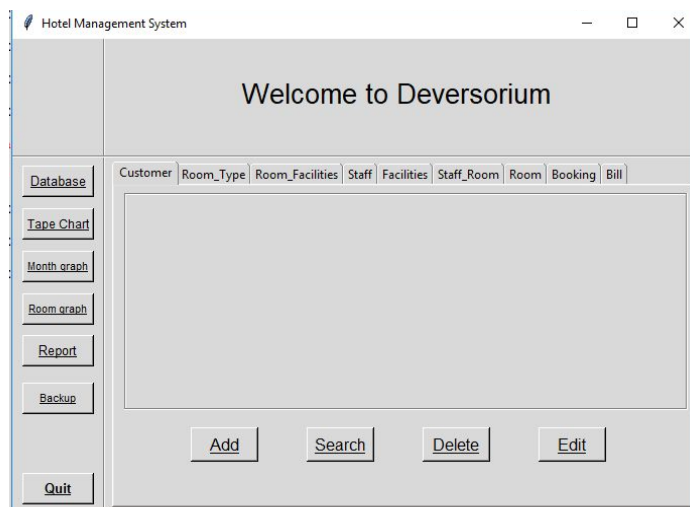 Hotel Management System
Welcome to Deversorium
Customer Room_Type Room_Facilities Staff Facilities Staff_Room Room Booking Bill
Database
Tape Chart
Month graph
Room graph
Report
Backup
Quit
Add Search Delete Edit